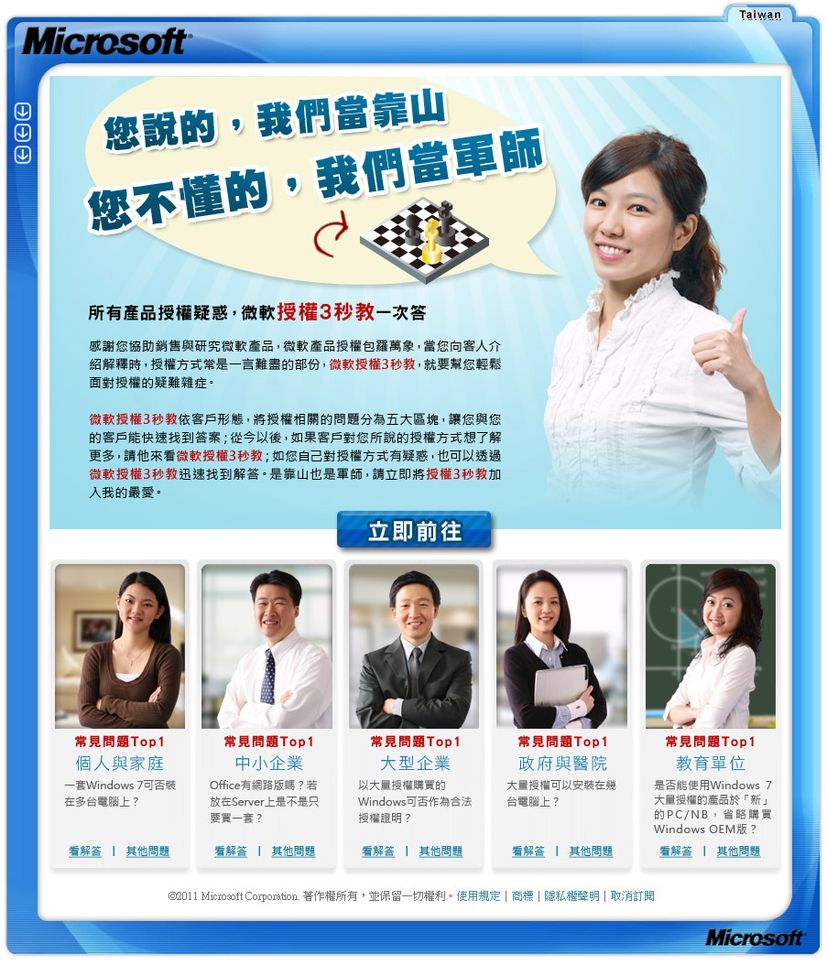 Taiwan
Microsoft
您說的，我們當靠山
您不懂的，我們當軍師
所有產品授權疑惑，微軟授權3秒教一次答
感謝您協助銷售與研究微軟產品，微軟產品授權包羅萬象，當您向客人介
紹解釋時，授權方式常是一言難盡的部份，微軟授權3秒教，就要幫您輕鬆
面對授權的疑難雜症。
微軟授權3秒教依客戶形態，將授權相關的問題分為五大區塊，讓您與您
的客戶能快速找到答案；從今以後，如果客戶對您所說的授權方式想了解
更多，請他來看微軟授權3秒教；如您自己對授權方式有疑惑，也可以透過
微軟授權3秒教迅速找到解答。是靠山也是軍師，請立即將授權3秒教加
入我的最愛。
立即前往
常見問題Top1
個人與家庭
一套Windows 7可否裝
在多台電腦上？
看解答 | 其他問題
常見問題Top1
中小企業
Office有網路版嗎？若
放在Server上是不是只
要買一套？
看解答 | 其他問題
常見問題Top1
大型企業
以大量授權購買的
Windows可否作為合法
授權證明？
看解答 | 其他問題
常見問題Top1
政府與醫院
大量授權可以安裝在幾
台電腦上？
看解答 | 其他問題
常見問題Top1
教育單位
是否能使用Windows 7
大量授權的產品於「新」
的PC/NB，省略購買
Windows OEM版？
看解答 | 其他問題
©2011 Microsoft Corporation. 著作權所有，並保留一切權利。使用規定 | 商標 | 隱私權聲明 | 取消訂閱
Microsoft